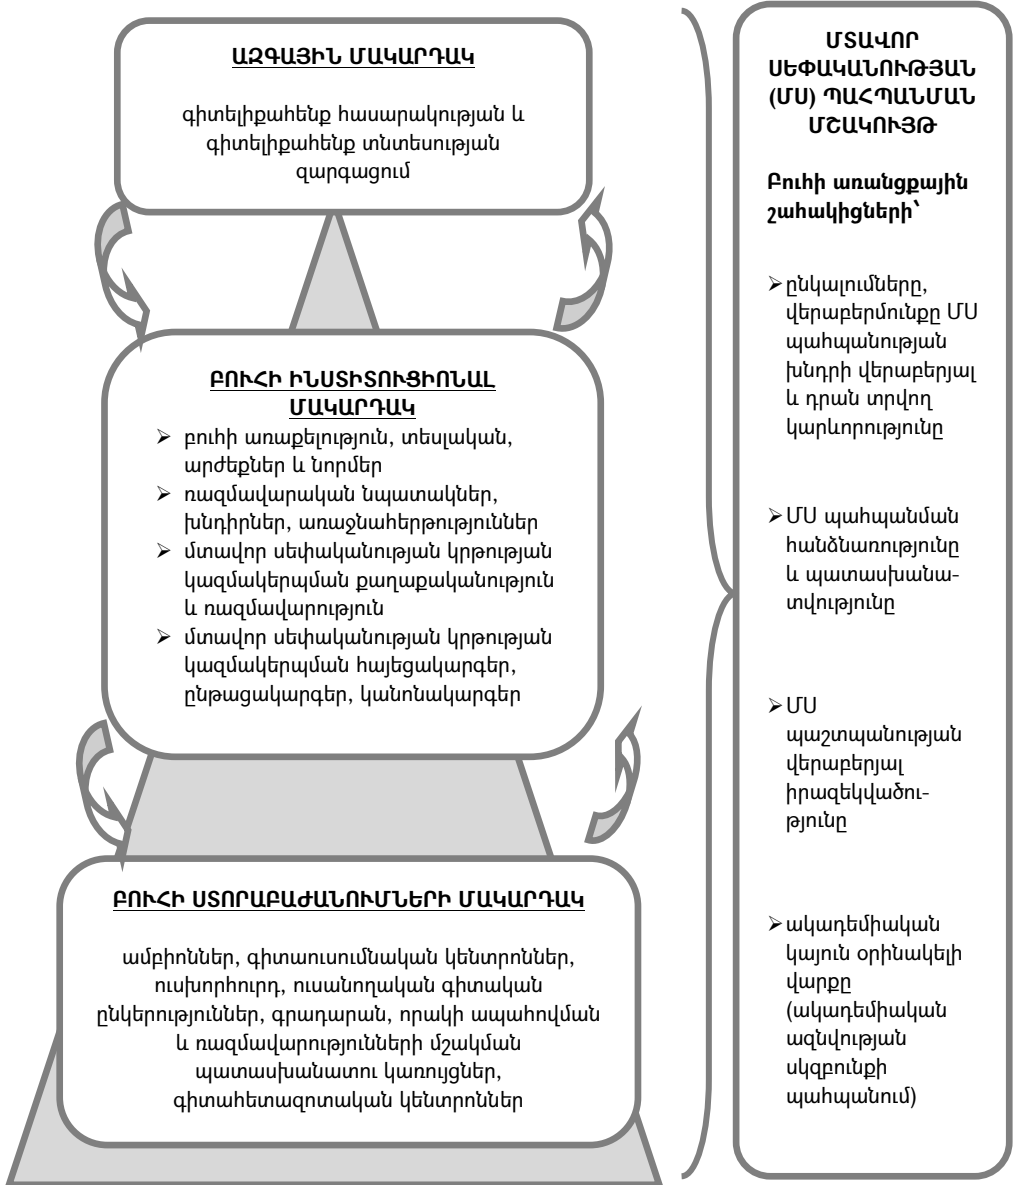 ԱԶԳԱՅԻՆ ՄԱԿԱՐԴԱԿ
գիտելիքահենք հասարակության և
գիտելիքահենք տնտեսության
զարգացում
ԲՈՒՀԻ ԻՆՍՏԻՏՈՒՑԻՈՆԱԼ
ՄԱԿԱՐԴԱԿ
➢ բուհի առաքելություն, տեսլական,
արժեքներ և նորմեր
➢ ռազմավարական նպատակներ,
խնդիրներ, առաջնահերթություններ
➢ մտավոր սեփականության կրթության
կազմակերպման քաղաքականություն
և ռազմավարություն
➢ մտավոր սեփականության կրթության
կազմակերպման հայեցակարգեր,
ընթացակարգեր, կանոնակարգեր
ԲՈՒՀԻ ՍՏՈՐԱԲԱԺԱՆՈՒՄՆԵՐԻ ՄԱԿԱՐԴԱԿ
ամբիոններ, գիտաուսումնական կենտրոններ,
ուսխորհուրդ, ուսանողական գիտական
ընկերություններ, գրադարան, որակի ապահովման
և ռազմավարությունների մշակման
պատասխանատու կառույցներ,
գիտահետազոտական կենտրոններ
ՄՏԱՎՈՐ
ՍԵՓԱԿԱՆՈՒԹՅԱՆ
(ՄՍ) ՊԱՀՊԱՆՄԱՆ
ՄՇԱԿՈՒՅԹ
Բուհի առանցքային
շահակիցների՝
➢ ընկալումները,
վերաբերմունքը ՄՍ
պահպանության
խնդրի վերաբերյալ
և դրան տրվող
կարևորությունը
➢ ՄՍ պահպանման
հանձնառությունը
և պատասխանա-
տվությունը
➢ ՄՍ
պաշտպանության
վերաբերյալ
իրազեկվածու-
թյունը
➢ ակադեմիական
կայուն օրինակելի
վարքը
(ակադեմիական
ազնվության
սկզբունքի
պահպանում)